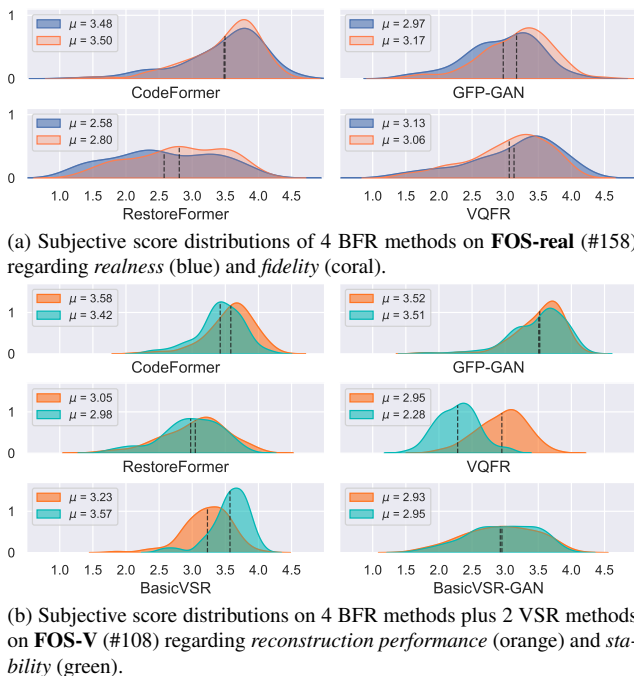 1
0
μ = 3.48
μ = 3.50
CodeFormer
μ = 2.97
μ = 3.17
GFP-GAN
1
0
μ = 2.58
μ = 2.80
1.0 1.5 2.0 2.5 3.0 3.5 4.0 4.5
RestoreFormer
μ = 3.13
μ = 3.06
1.0 1.5 2.0 2.5 3.0 3.5 4.0 4.5
VQFR
(a) Subjective score distributions of 4 BFR methods on FOS-real (#158)
regarding realness (blue) and fidelity (coral).
1
0
μ = 3.58
μ = 3.42
CodeFormer
μ = 3.52
μ = 3.51
GFP-GAN
1
0
μ = 3.05
μ = 2.98
RestoreFormer
μ = 2.95
μ = 2.28
VQFR
1
0
μ = 3.23
μ = 3.57
1.0 1.5 2.0 2.5 3.0 3.5 4.0 4.5
BasicVSR
μ = 2.93
μ = 2.95
1.0 1.5 2.0 2.5 3.0 3.5 4.0 4.5
BasicVSR-GAN
(b) Subjective score distributions on 4 BFR methods plus 2 VSR methods
on FOS-V (#108) regarding reconstruction performance (orange) and sta-
bility (green).